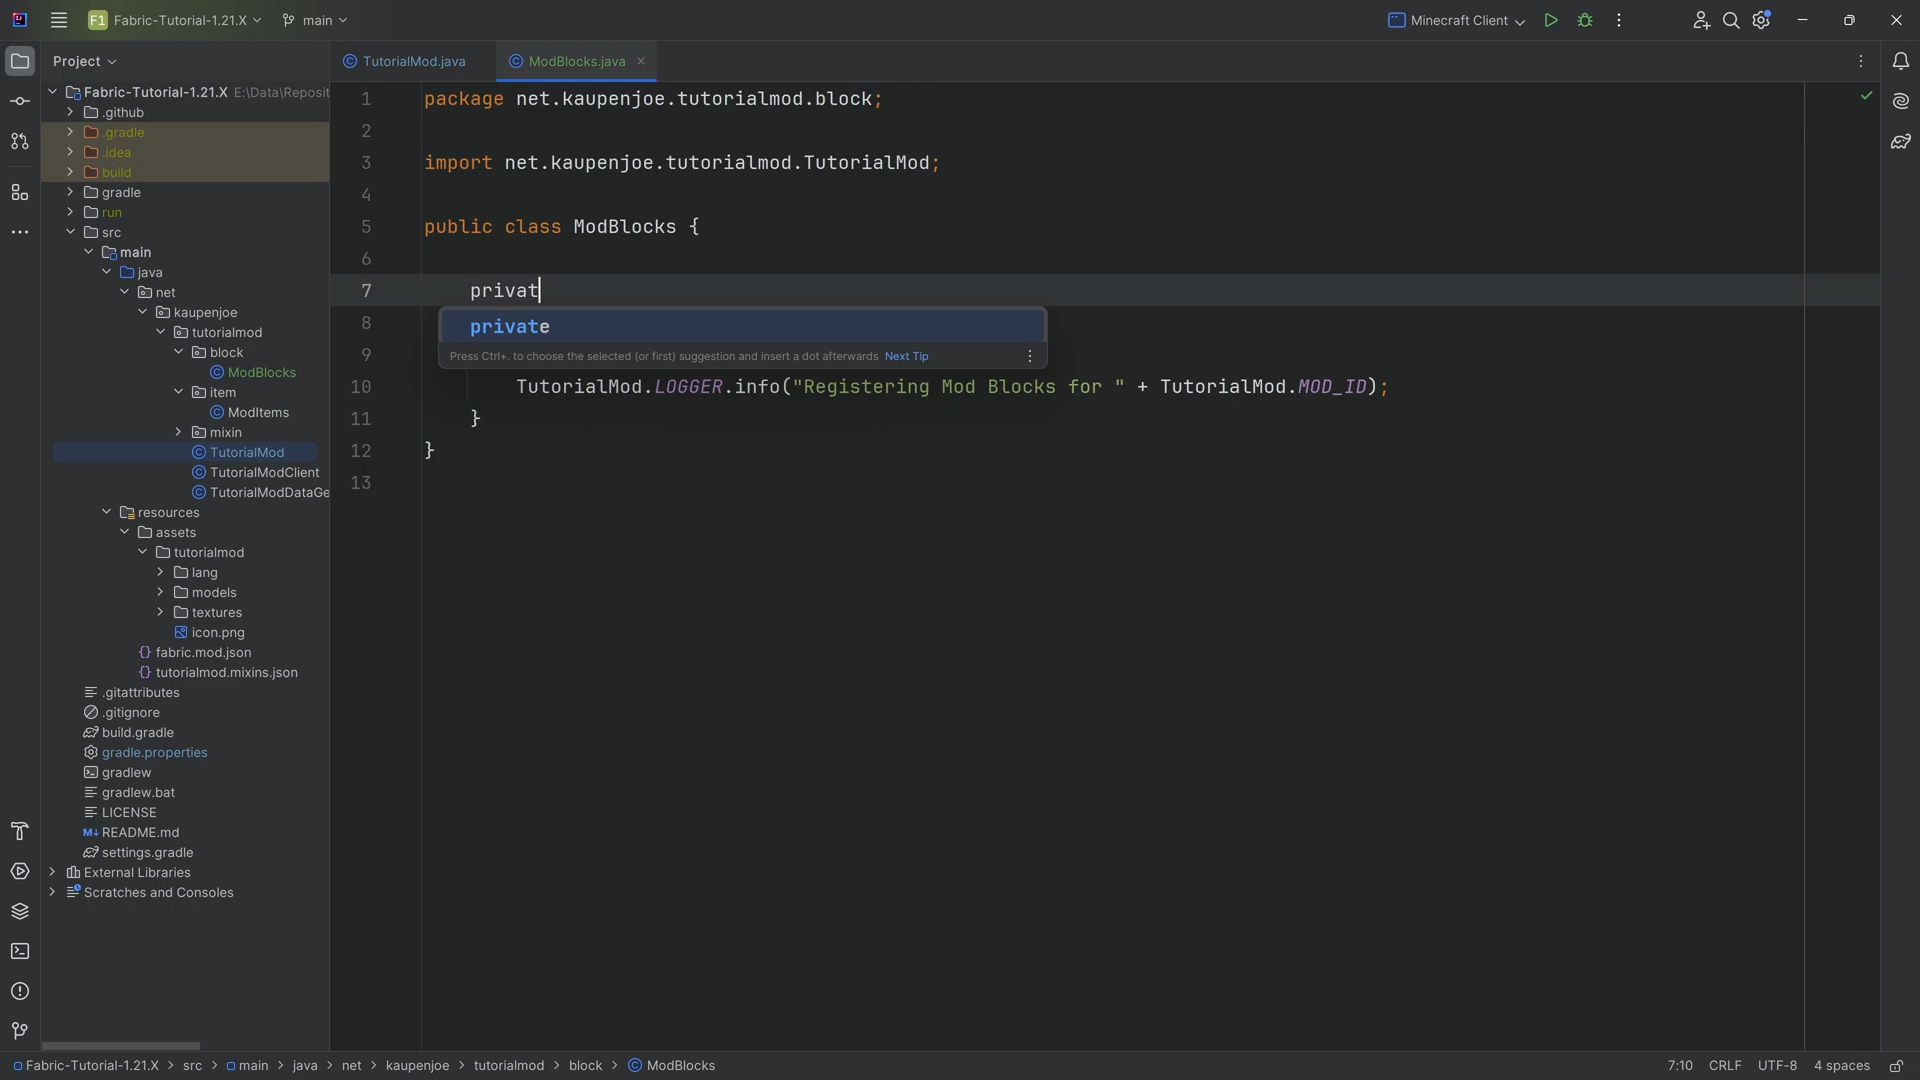 F1 Fabric-Tutorial-1.21.X main Minecraft Client
Project
TutorialMod.java
ModBlocks.java
Fabric-Tutorial-1.21.X E:\Data\Reposit
.github
.gradle
.idea
build
gradle
run
src
main
java
net
kaupenjoe
tutorialmod
block
ModBlocks
item
ModItems
mixin
TutorialMod
TutorialModClient
TutorialModDataGe
resources
assets
tutorialmod
lang
models
textures
icon.png
fabric.mod.json
tutorialmod.mixins.json
.gitattributes
.gitignore
build.gradle
gradle.properties
gradlew
gradlew.bat
LICENSE
M↓ README.md
settings.gradle
External Libraries
Scratches and Consoles
1 package net.kaupenjoe.tutorialmod.block;
2
3 import net.kaupenjoe.tutorialmod.TutorialMod;
4
5 public class ModBlocks {
6
7 privat
8 private
9 Press Ctrl+. to choose the selected (or first) suggestion and insert a dot afterwards Next Tip
10 TutorialMod.LOGGER.info("Registering Mod Blocks for " + TutorialMod.MOD_ID);
11 }
12 }
13
Fabric-Tutorial-1.21.X > src > main > java > net > kaupenjoe > tutorialmod > block > ModBlocks
7:10 CRLF UTF-8 4 spaces